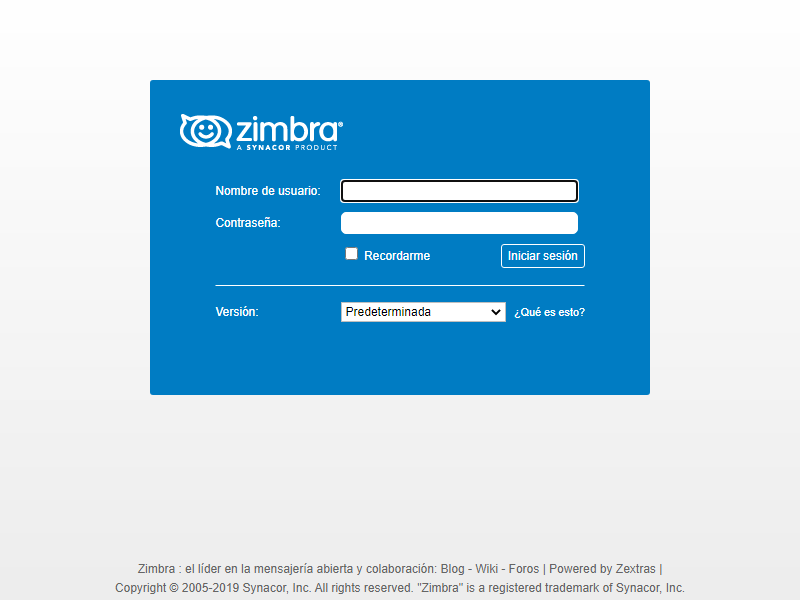 zimbra®
A SYNACOR PRODUCT
Nombre de usuario:
Contraseña:
Recordarme
Iniciar sesión
Versión:
Predeterminada
¿Qué es esto?
Zimbra : el líder en la mensajería abierta y colaboración: Blog - Wiki - Foros | Powered by Zextras |
Copyright © 2005-2019 Synacor, Inc. All rights reserved. "Zimbra" is a registered trademark of Synacor, Inc.